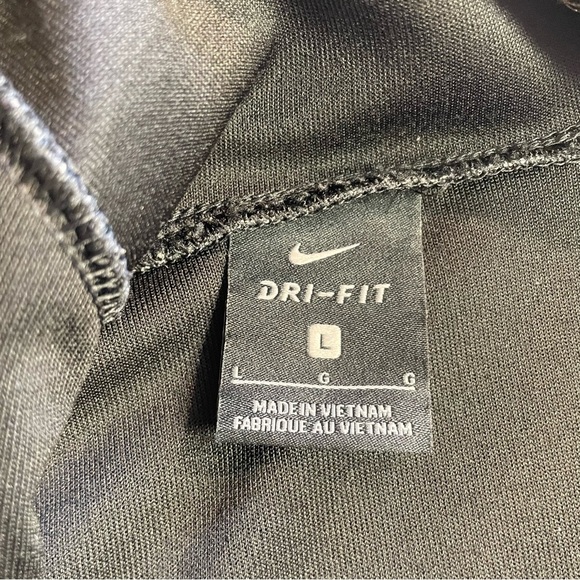 DRI-FIT
L
L G G
MADE IN VIETNAM
FABRIQUE AU VIETNAM